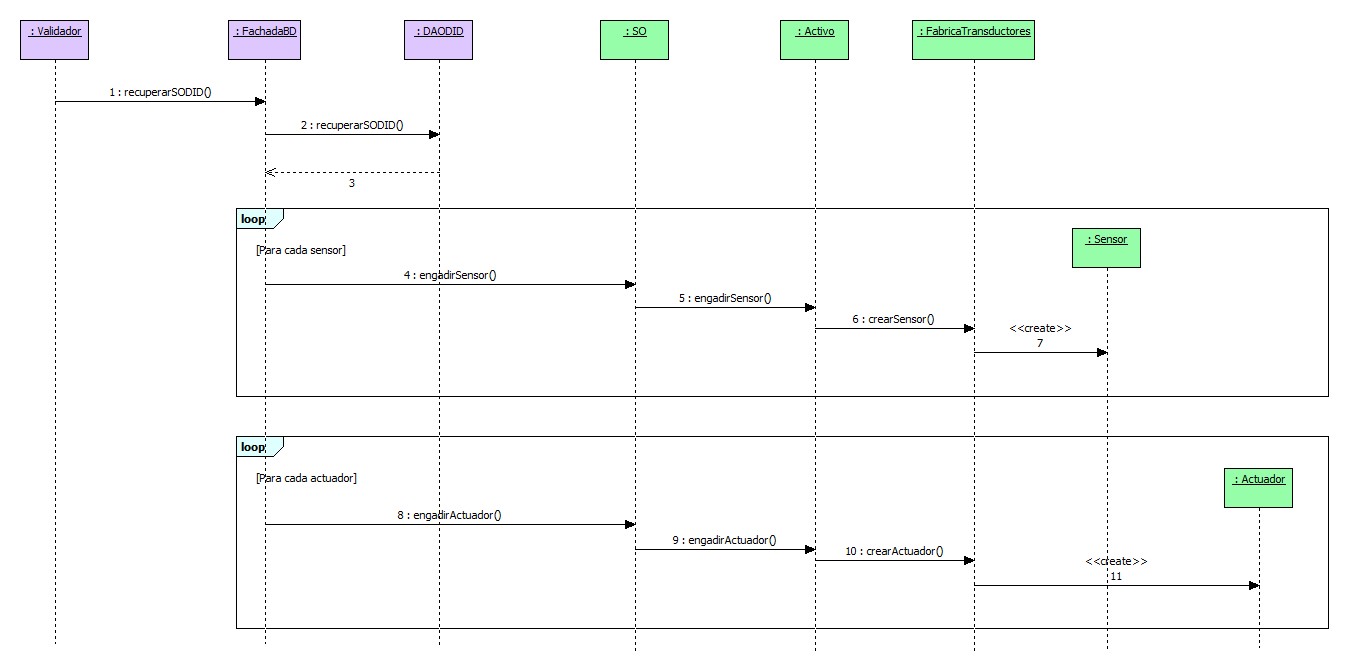 : Validador
: FachadaBD
: DAODID
: SO
: Activo
: FabricaTransductores
1 : recuperarSODID()
2 : recuperarSODID()
3
loop
: Sensor
[Para cada sensor]
4 : engadirSensor()
5 : engadirSensor()
6 : crearSensor()
<<create>>
7
loop
[Para cada actuador]
: Actuador
8 : engadirActuador()
9 : engadirActuador()
10 : crearActuador()
<<create>>
11